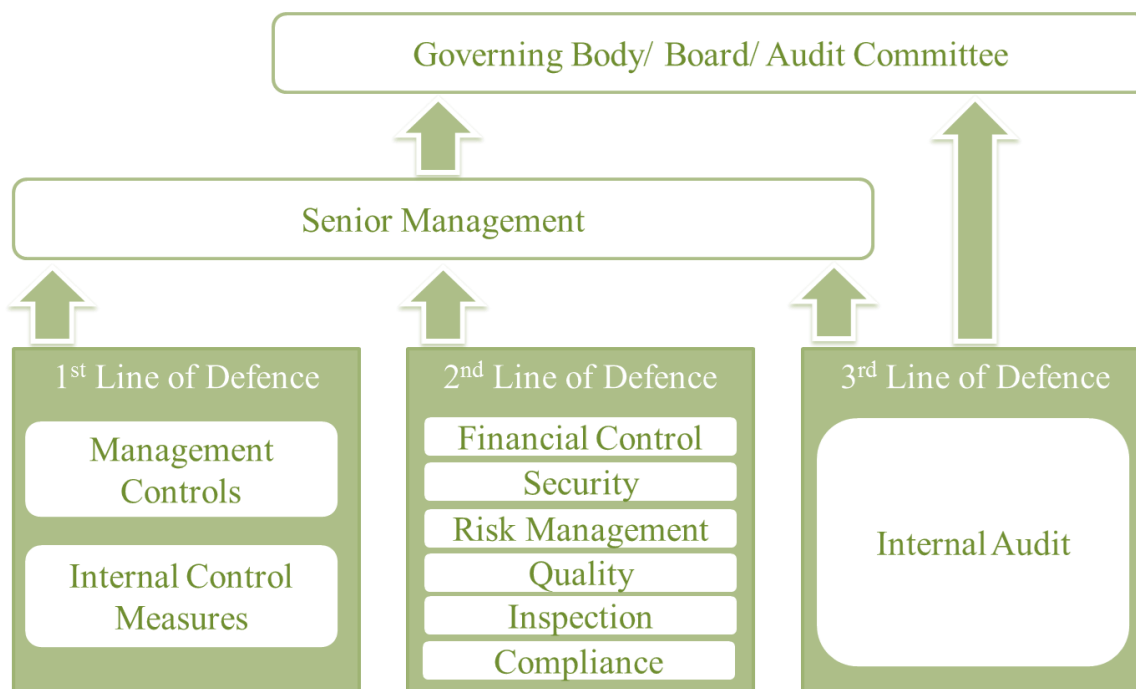 Governing Body/ Board/ Audit Committee
Senior Management
1st Line of Defence
Management
Controls
Internal Control
Measures
2nd Line of Defence
Financial Control
Security
Risk Management
Quality
Inspection
Compliance
3rd Line of Defence
Internal Audit